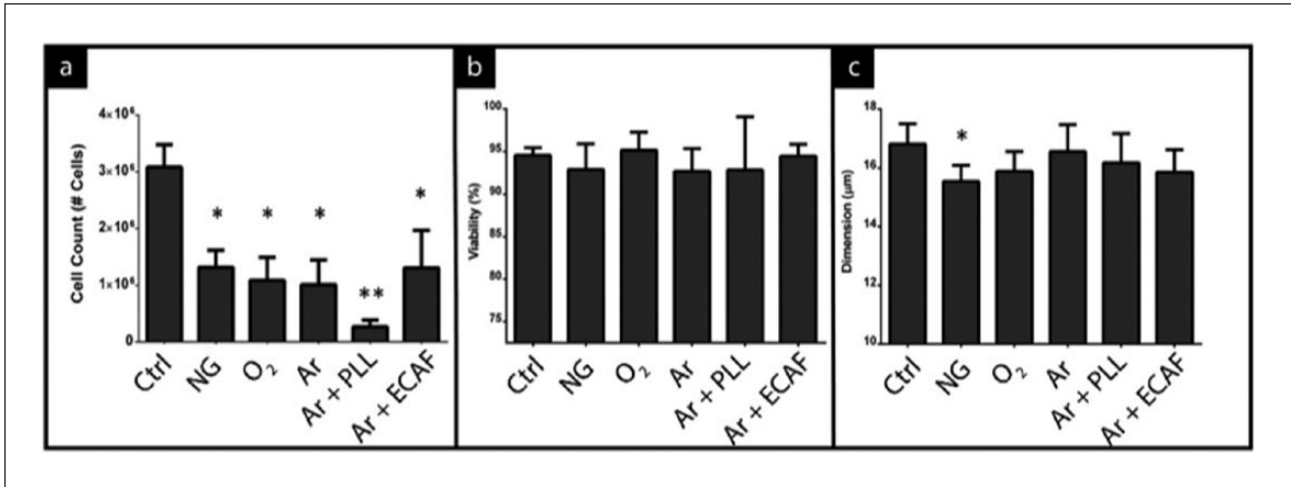 a
Cell Count (# Cells)
4×10⁶
3×10⁶
2×10⁶
1×10⁶
0
*
*
*
**
*
Ctrl
NG
O₂
Ar
Ar + PLL
Ar + ECAF
b
Viability (%)
100
95
90
85
80
75
Ctrl
NG
O₂
Ar
Ar + PLL
Ar + ECAF
c
Dimension (µm)
18
16
14
12
10
*
Ctrl
NG
O₂
Ar
Ar + PLL
Ar + ECAF